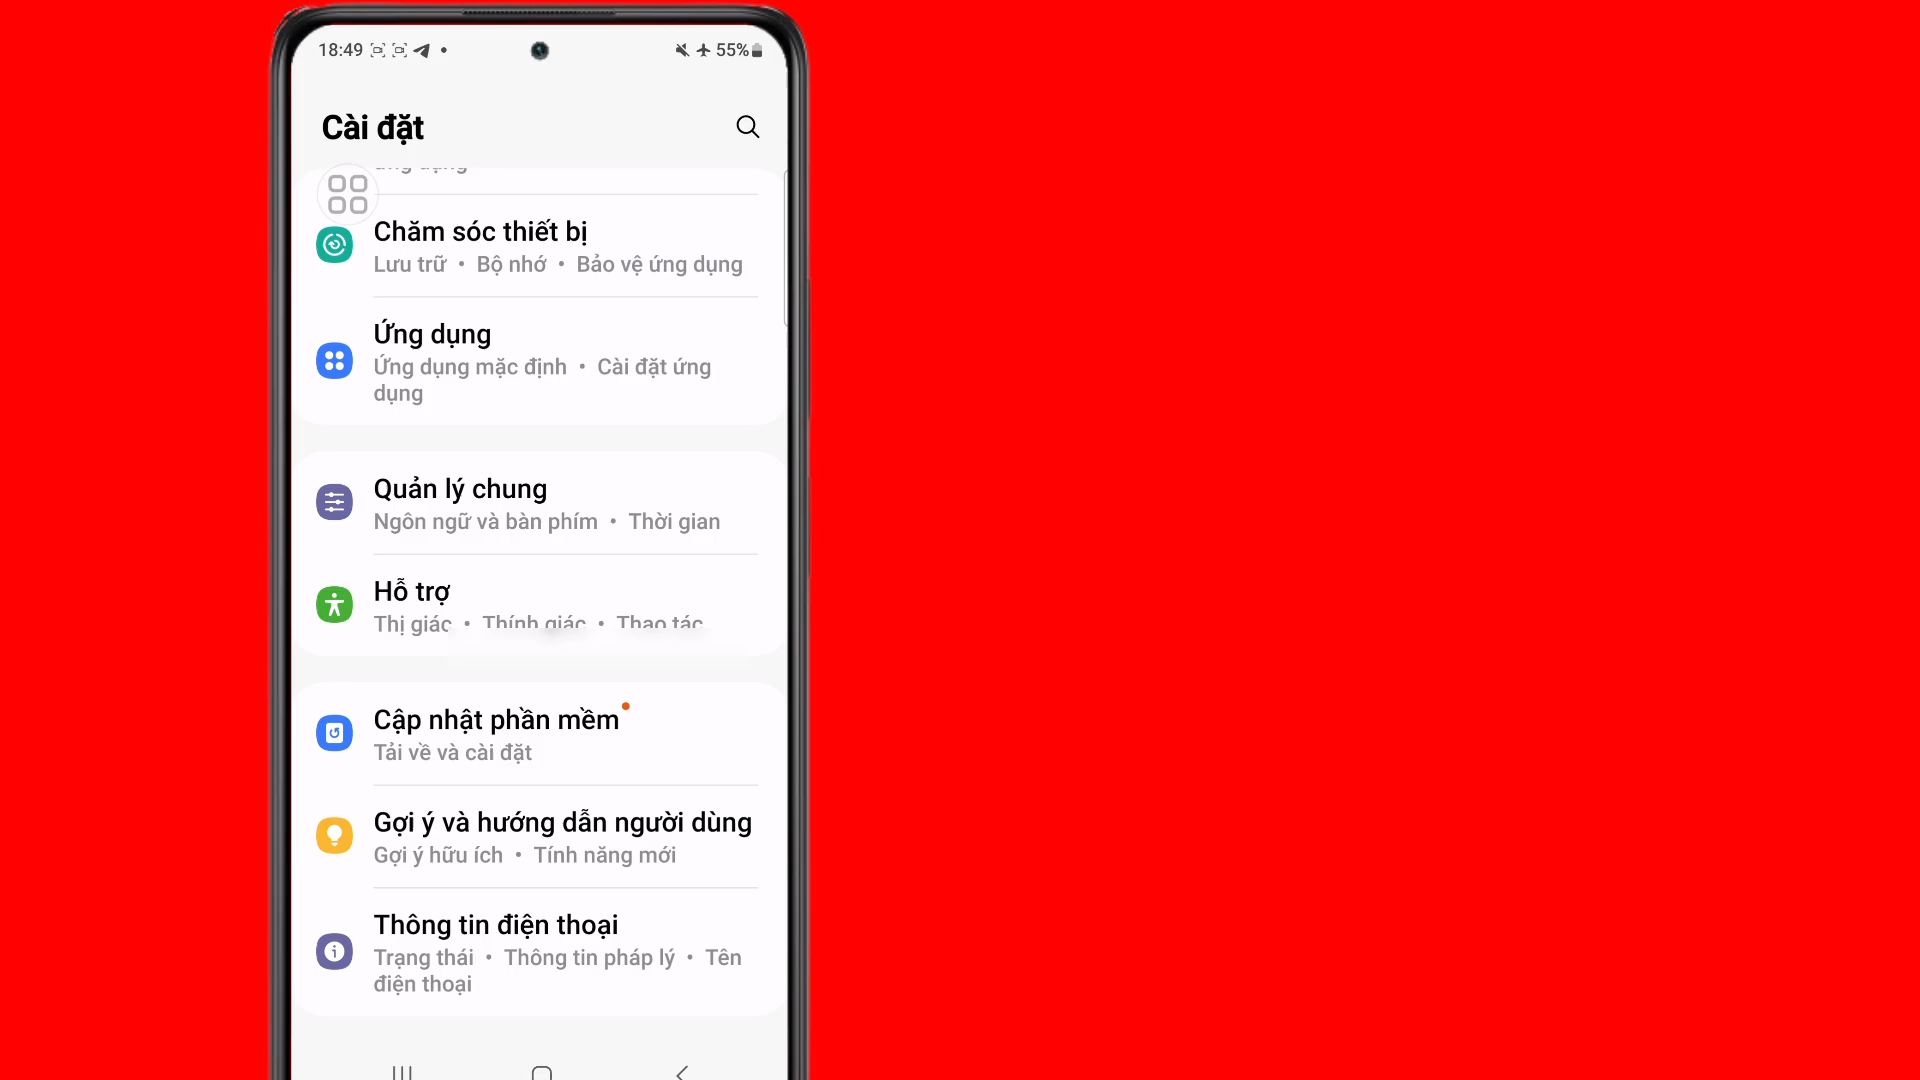 18:49
55%
Cài đặt
ứng dụng
Chăm sóc thiết bị
Lưu trữ • Bộ nhớ • Bảo vệ ứng dụng
Ứng dụng
Ứng dụng mặc định • Cài đặt ứng
dụng
Quản lý chung
Ngôn ngữ và bàn phím • Thời gian
Hỗ trợ
Thị giác • Thính giác • Thao tác
Cập nhật phần mềm
Tải về và cài đặt
Gợi ý và hướng dẫn người dùng
Gợi ý hữu ích • Tính năng mới
Thông tin điện thoại
Trạng thái • Thông tin pháp lý • Tên
điện thoại